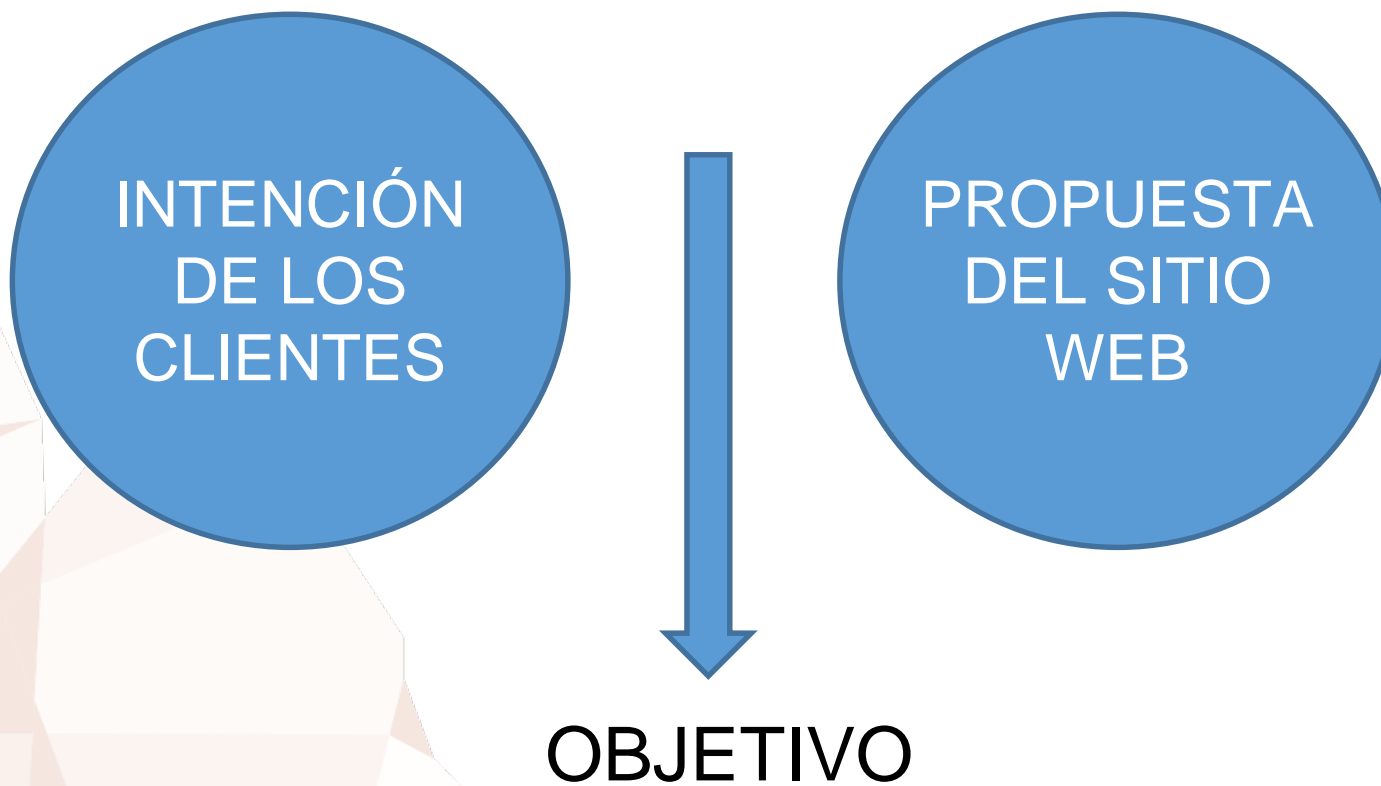 INTENCIÓN
DE LOS
CLIENTES
PROPUESTA
DEL SITIO
WEB
OBJETIVO